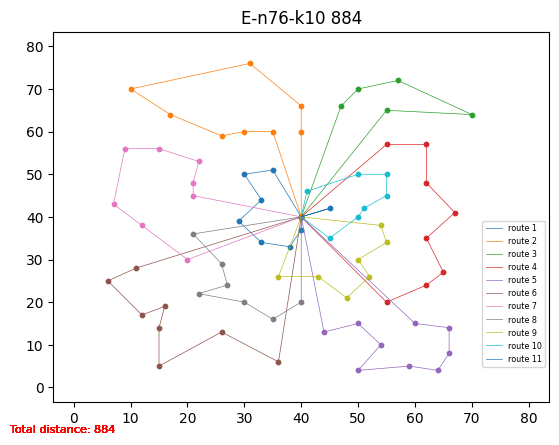 E-n76-k10 884
80
70
60
50
40
30
20
10
0
0 10 20 30 40 50 60 70 80
route 1
route 2
route 3
route 4
route 5
route 6
route 7
route 8
route 9
route 10
route 11
Total distance: 884